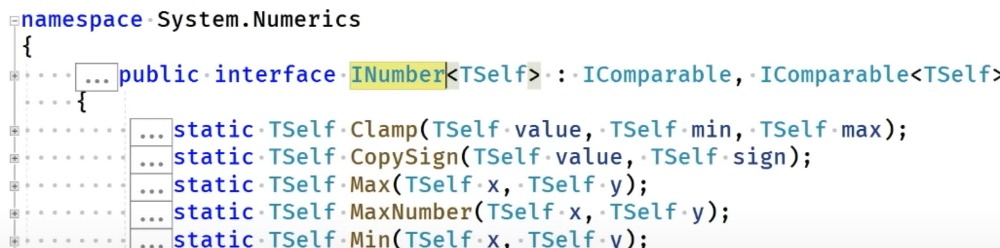 namespace System.Numerics
{
... public interface INumber<TSelf> : IComparable, IComparable<TSelf>
{
... static TSelf Clamp(TSelf value, TSelf min, TSelf max);
... static TSelf CopySign(TSelf value, TSelf sign);
... static TSelf Max(TSelf x, TSelf y);
... static TSelf MaxNumber(TSelf x, TSelf y);
... static TSelf Min(TSelf x, TSelf y);